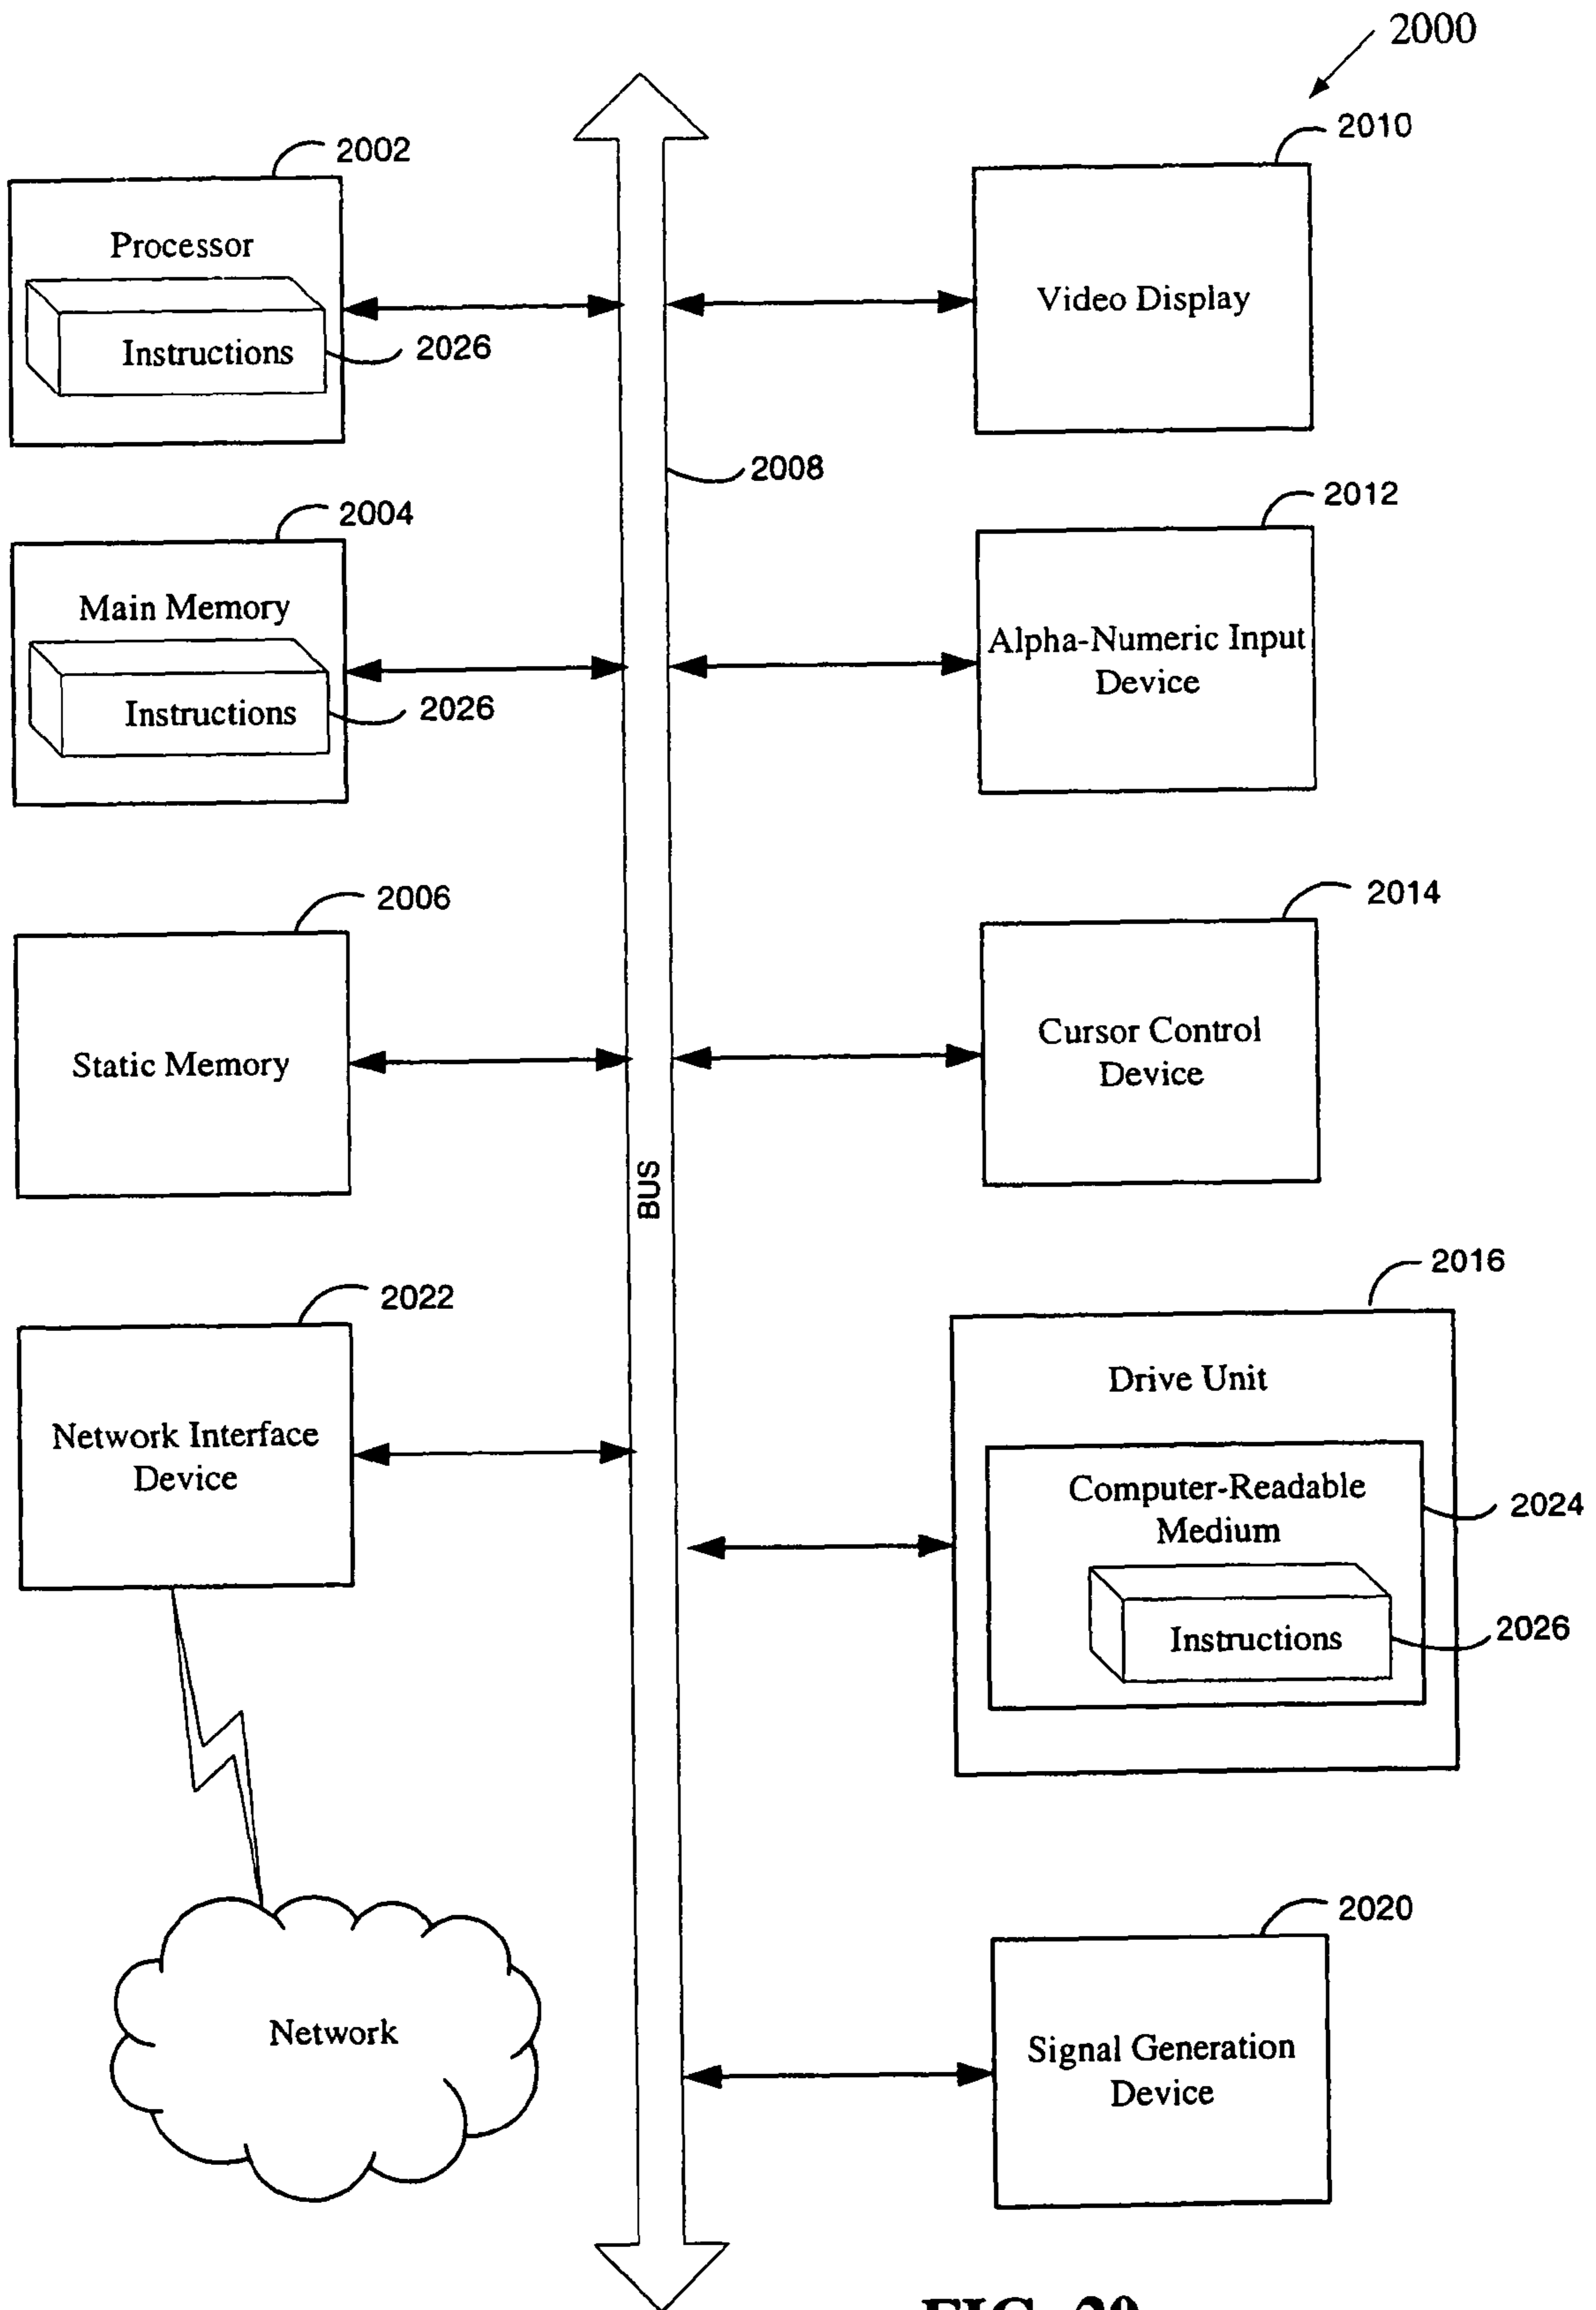 2000
2002
Processor
Instructions
2026
2010
Video Display
2008
2004
Main Memory
Instructions
2026
2012
Alpha-Numeric Input
Device
2006
Static Memory
2014
Cursor Control
Device
BUS
2022
Network Interface
Device
2016
Drive Unit
Computer-Readable
Medium
2024
Instructions
2026
Network
2020
Signal Generation
Device
FIG. 20